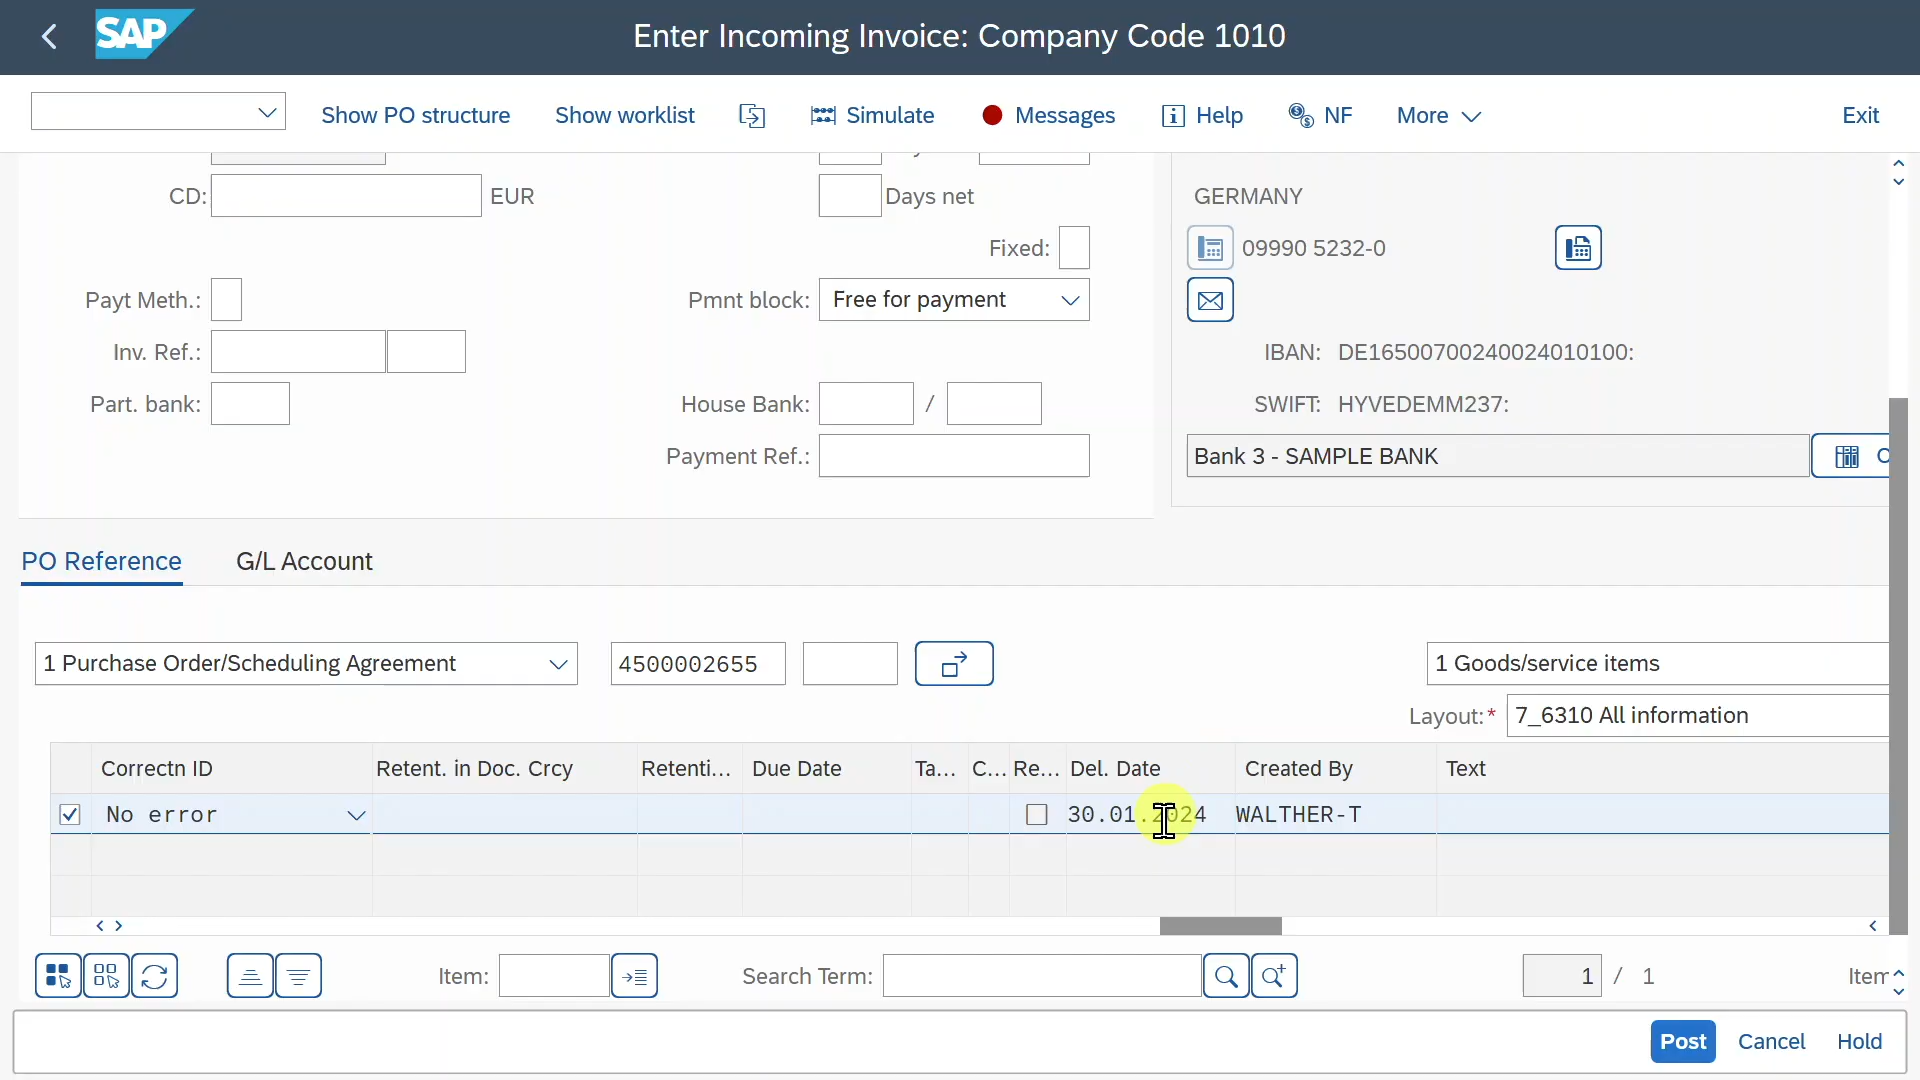 SAP
Enter Incoming Invoice: Company Code 1010
Show PO structure
Show worklist
Simulate
Messages
Help
NF
More
Exit
CD:
EUR
Days net
GERMANY
Fixed:
09990 5232-0
Payt Meth.:
Pmnt block:
Free for payment
Inv. Ref.:
IBAN: DE16500700240024010100:
Part. bank:
House Bank:
/
SWIFT: HYVEDEMM237:
Payment Ref.:
Bank 3 - SAMPLE BANK
PO Reference
G/L Account
1 Purchase Order/Scheduling Agreement
4500002655
1 Goods/service items
Layout:*
7_6310 All information
Correctn ID
Retent. in Doc. Crcy
Retenti...
Due Date
Ta...
C...
Re...
Del. Date
Created By
Text
No error
30.01.2024
WALTHER-T
Item:
Search Term:
1 / 1
Item
Post
Cancel
Hold